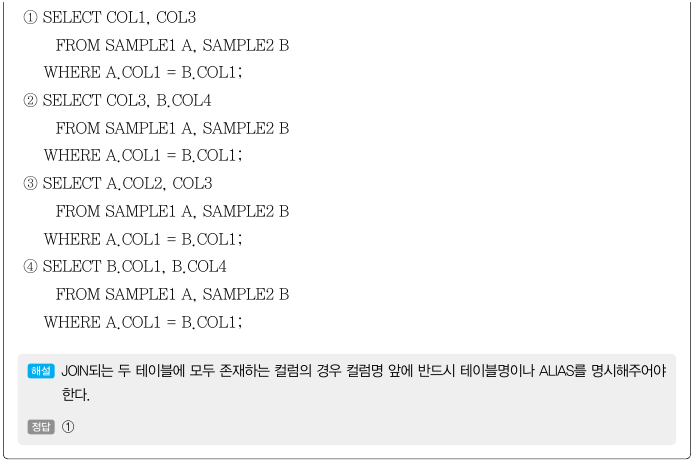 ① SELECT COL1, COL3
FROM SAMPLE1 A, SAMPLE2 B
WHERE A.COL1 = B.COL1;
② SELECT COL3, B.COL4
FROM SAMPLE1 A, SAMPLE2 B
WHERE A.COL1 = B.COL1;
③ SELECT A.COL2, COL3
FROM SAMPLE1 A, SAMPLE2 B
WHERE A.COL1 = B.COL1;
④ SELECT B.COL1, B.COL4
FROM SAMPLE1 A, SAMPLE2 B
WHERE A.COL1 = B.COL1;
해설 JOIN되는 두 테이블에 모두 존재하는 컬럼의 경우 컬럼명 앞에 반드시 테이블명이나 ALIAS를 명시해주어야
한다.
정답 ①